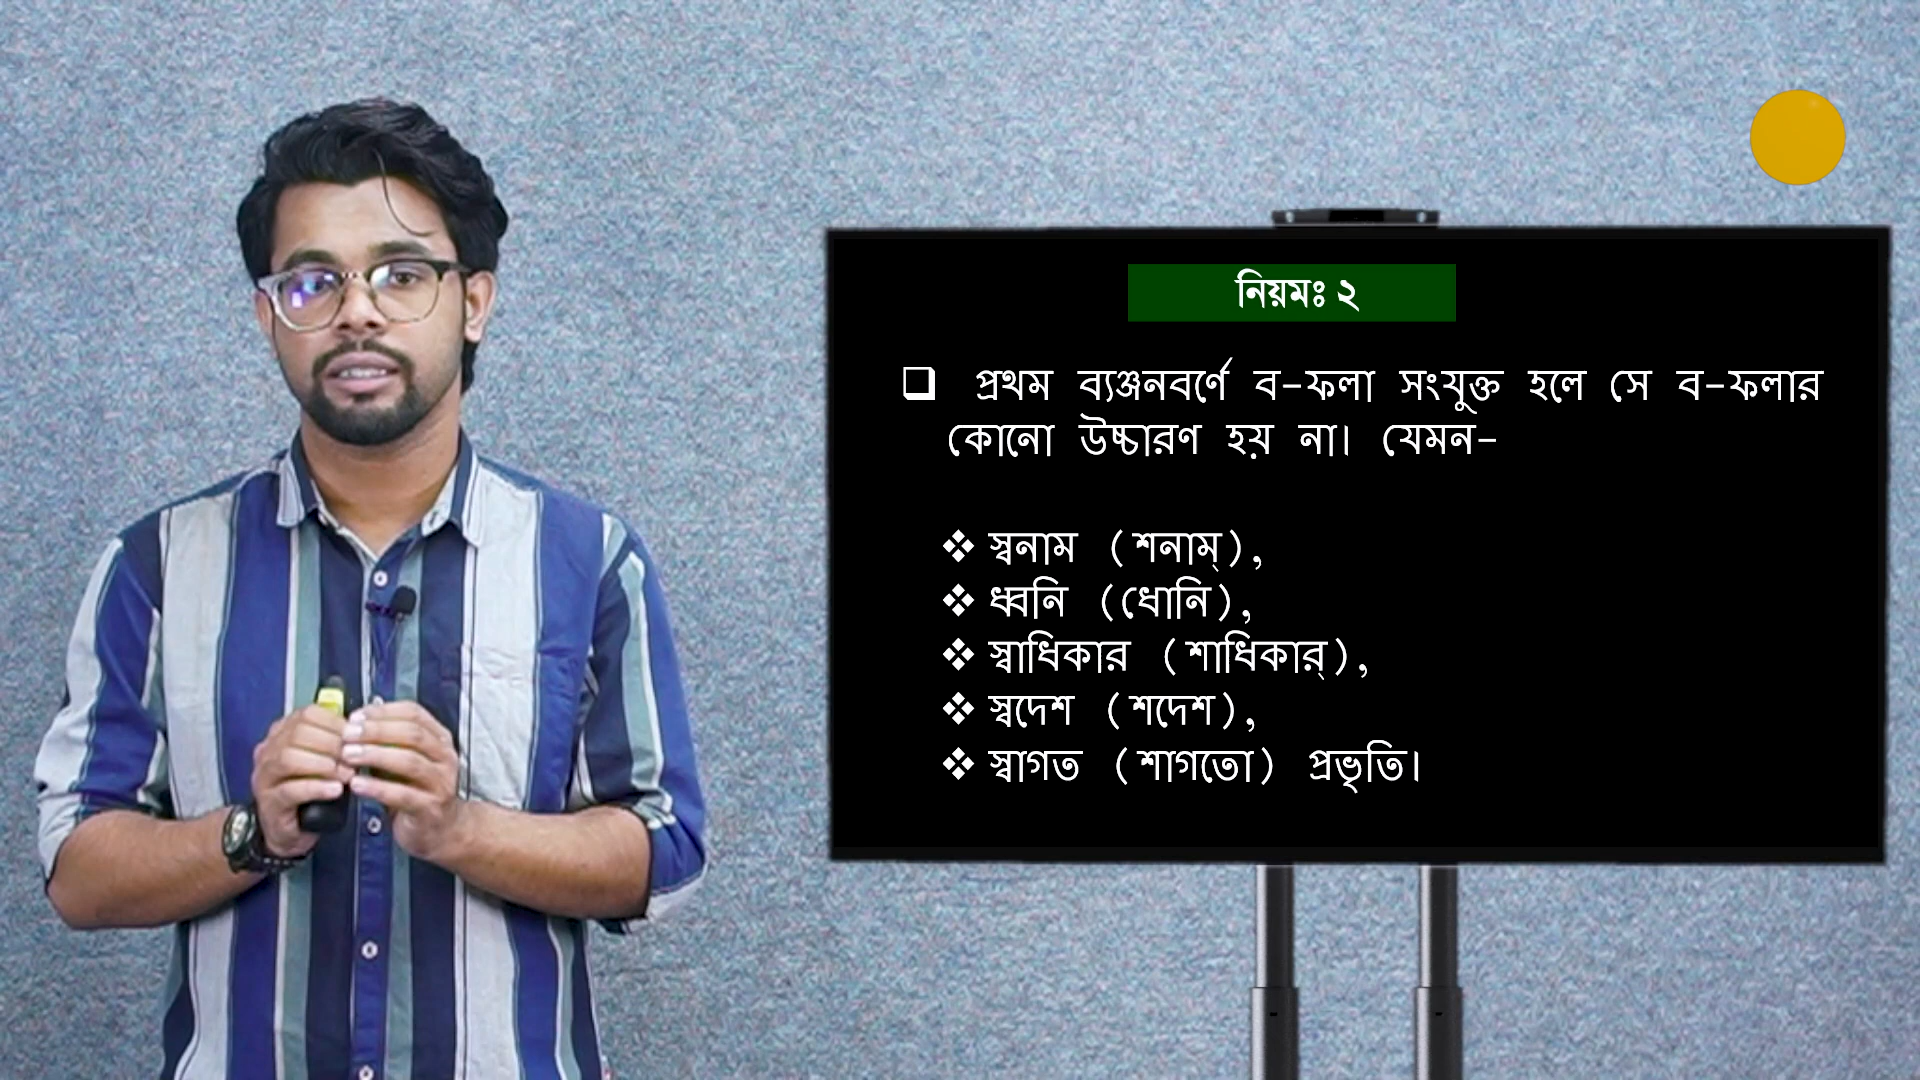 নিয়মঃ ২
প্রথম ব্যঞ্জনবর্ণে ব-ফলা সংযুক্ত হলে সে ব-ফলার
কোনো উচ্চারণ হয় না। যেমন-
স্বনাম (শনাম্),
ধ্বনি (ধোনি),
স্বাধিকার (শাধিকার্),
স্বদেশ (শদেশ),
স্বাগত (শাগতো) প্রভৃতি।